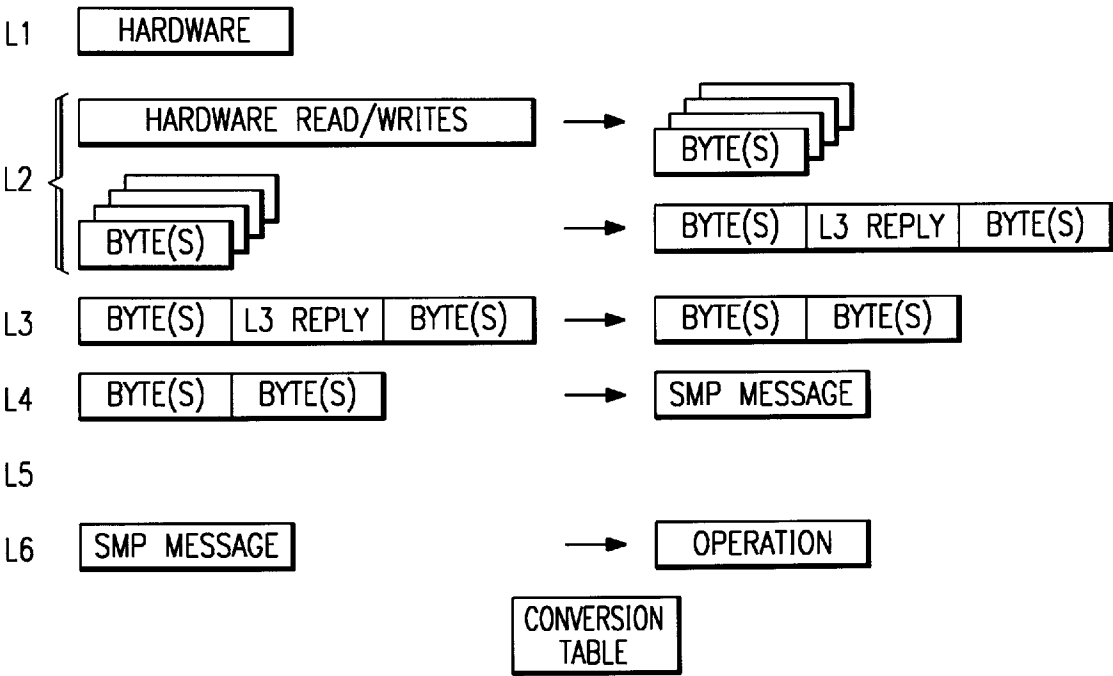 L1 HARDWARE
HARDWARE READ/WRITES BYTE(S)
L2
BYTE(S) BYTE(S) L3 REPLY BYTE(S)
L3 BYTE(S) L3 REPLY BYTE(S) BYTE(S) BYTE(S)
L4 BYTE(S) BYTE(S) SMP MESSAGE
L5
L6 SMP MESSAGE OPERATION
CONVERSION
TABLE